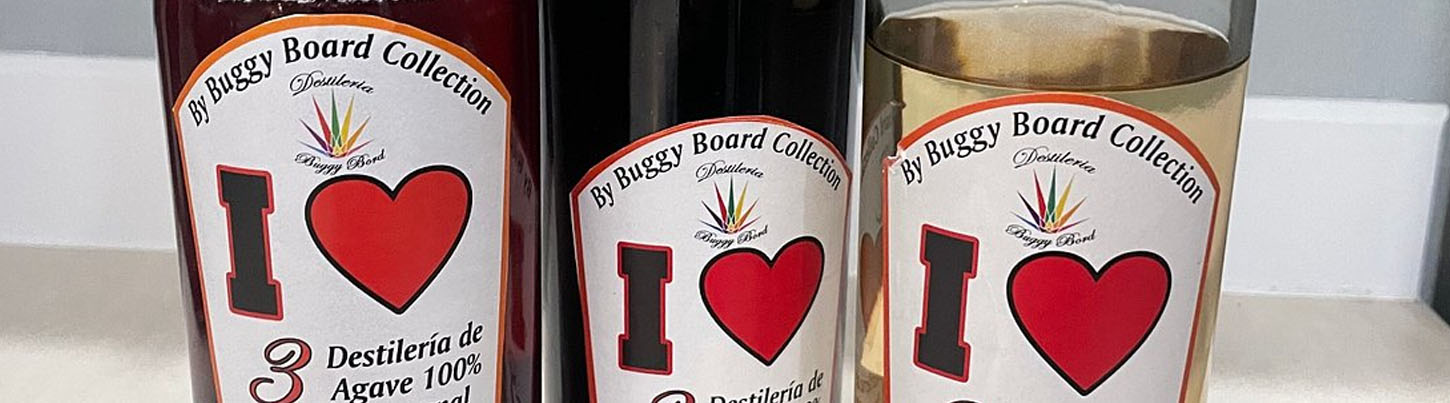 By Buggy Board Collection
Destileria
Buggy Bord
I
3 Destilería de
Agave 100%
By Buggy Board Collection
Destileria
Buggy Bord
I
Destilería de
By Buggy Board Collection
Destileria
Buggy Bord
I